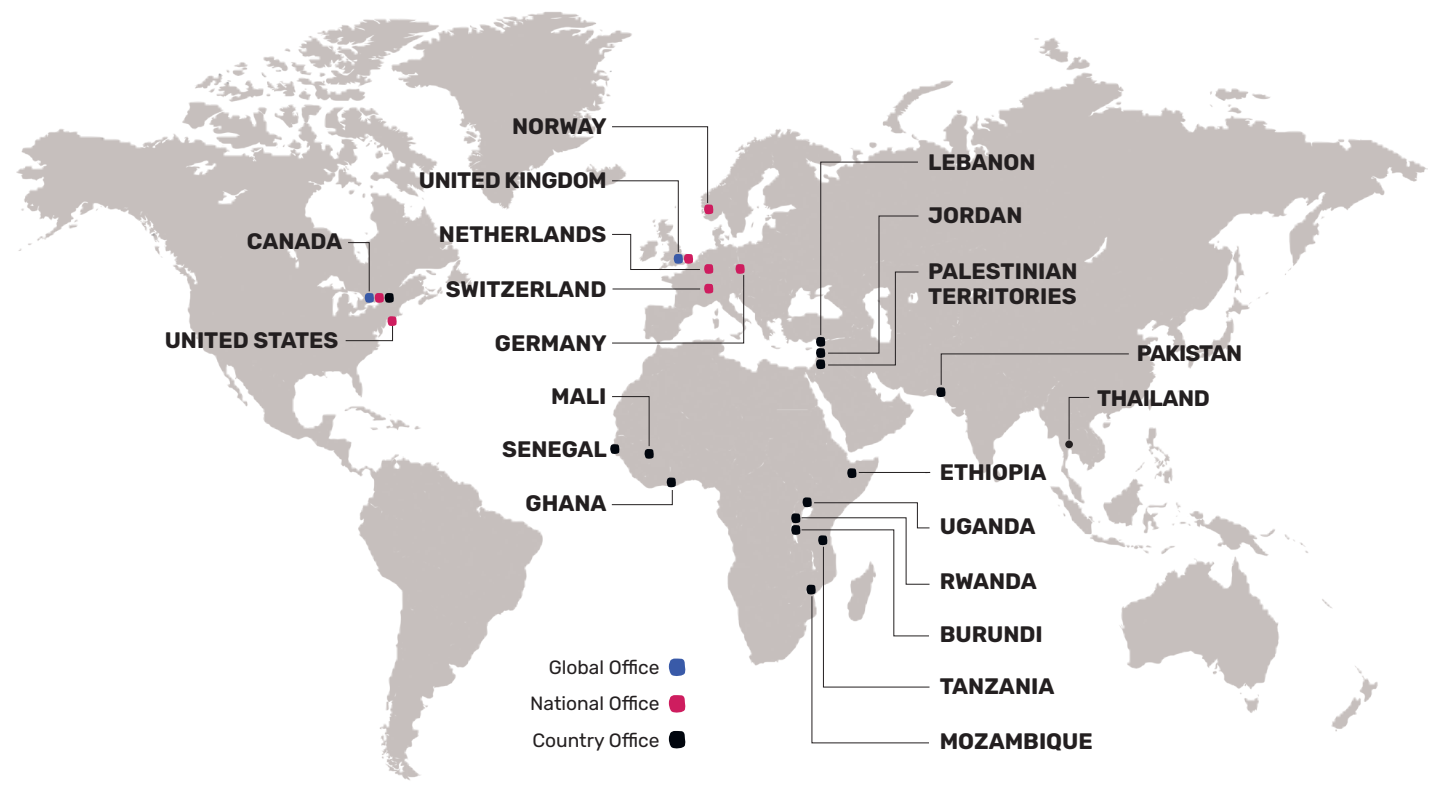 NORWAY
UNITED KINGDOM
NETHERLANDS
CANADA
SWITZERLAND
UNITED STATES
GERMANY
MALI
SENEGAL
GHANA
LEBANON
JORDAN
PALESTINIAN
TERRITORIES
PAKISTAN
THAILAND
ETHIOPIA
UGANDA
RWANDA
BURUNDI
TANZANIA
MOZAMBIQUE
Global Office
National Office
Country Office